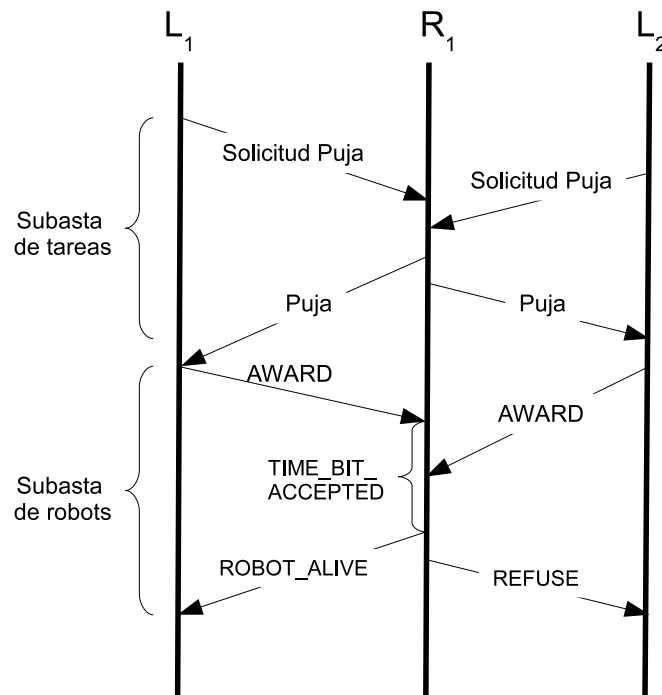 L1 R1 L2
Solicitud Puja
Solicitud Puja
Subasta
de tareas
Puja
Puja
AWARD
AWARD
TIME_BIT_
ACCEPTED
Subasta
de robots
ROBOT_ALIVE
REFUSE